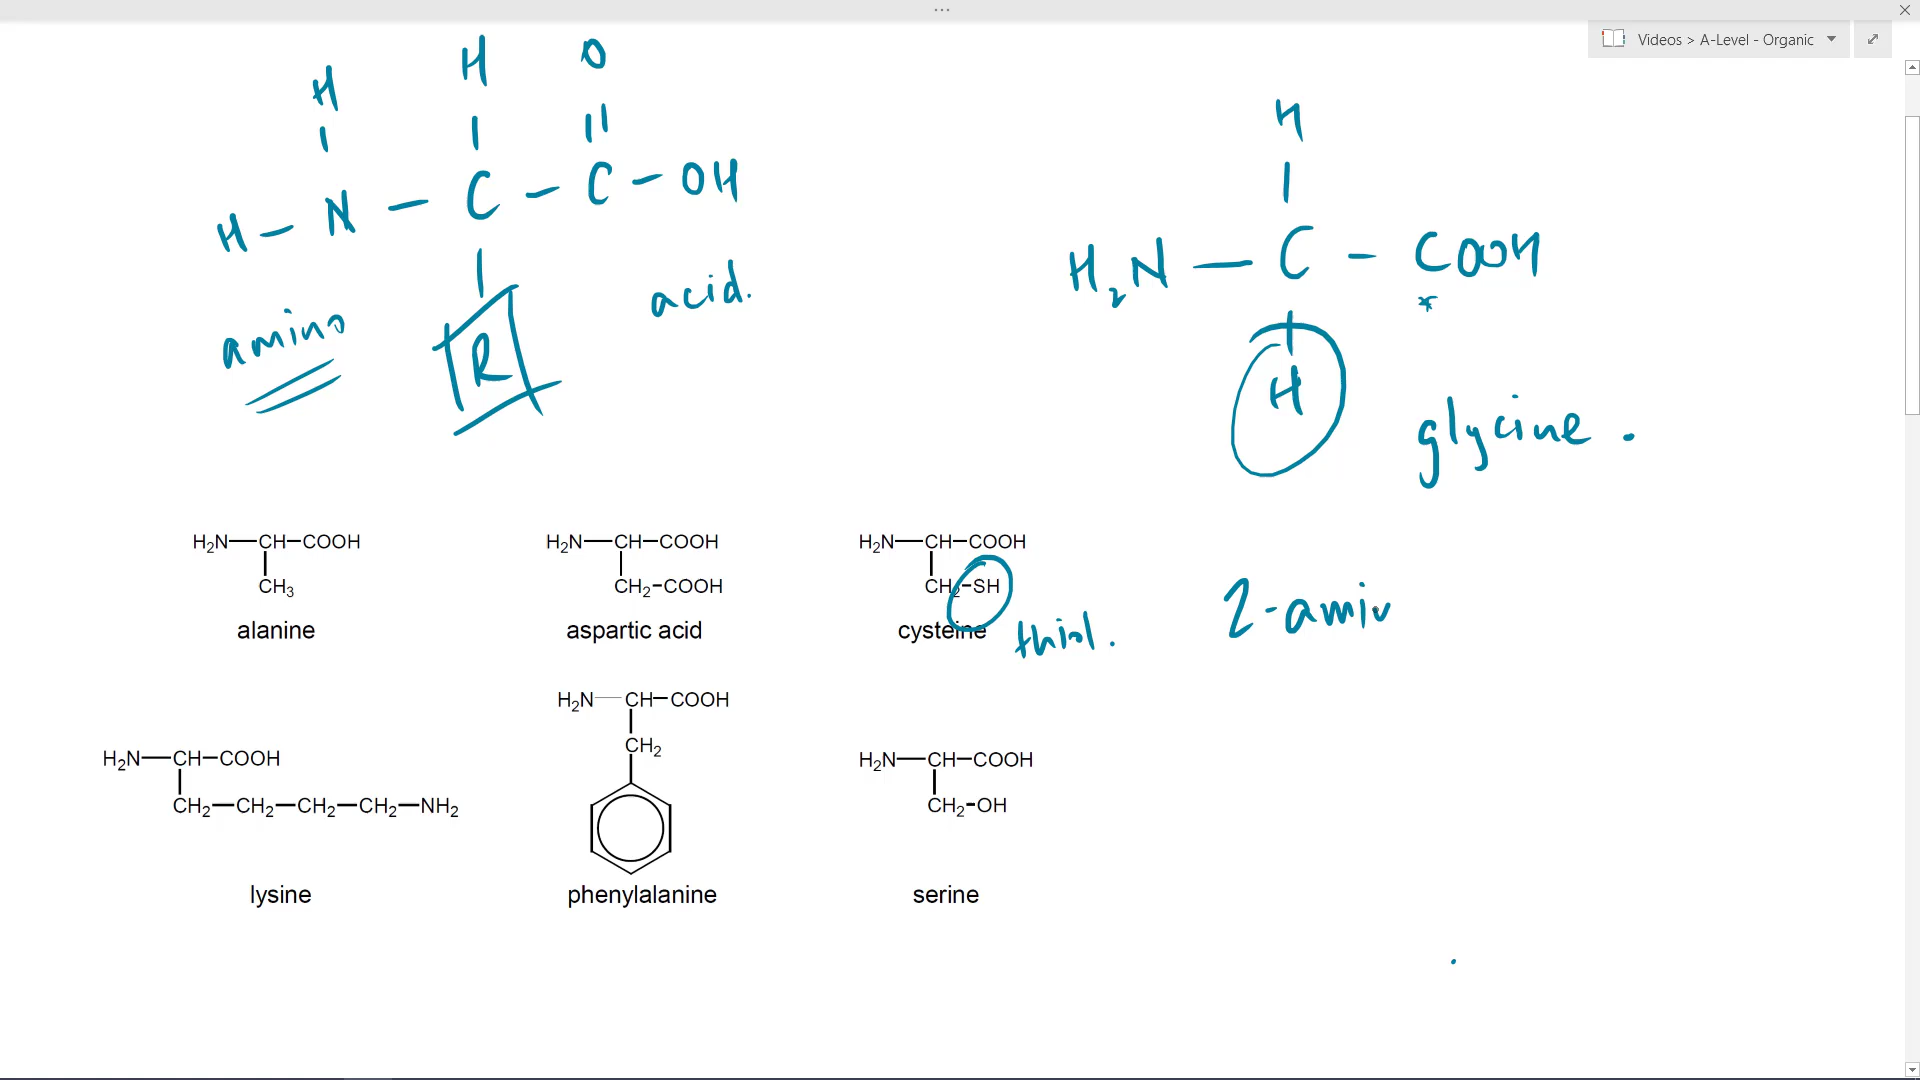 Videos > A-Level - Organic
H H O
H - N - C - C - OH
amino R acid.
H
H₂N - C - COOH
*
H
glycine.
H₂N—CH—COOH
CH₃
alanine
H₂N—CH—COOH
CH₂-COOH
aspartic acid
H₂N—CH—COOH
CH₂-SH
cysteine
thiol.
2-amin
H₂N—CH—COOH
CH₂—CH₂—CH₂—CH₂—NH₂
lysine
H₂N—CH—COOH
CH₂
phenylalanine
H₂N—CH—COOH
CH₂-OH
serine